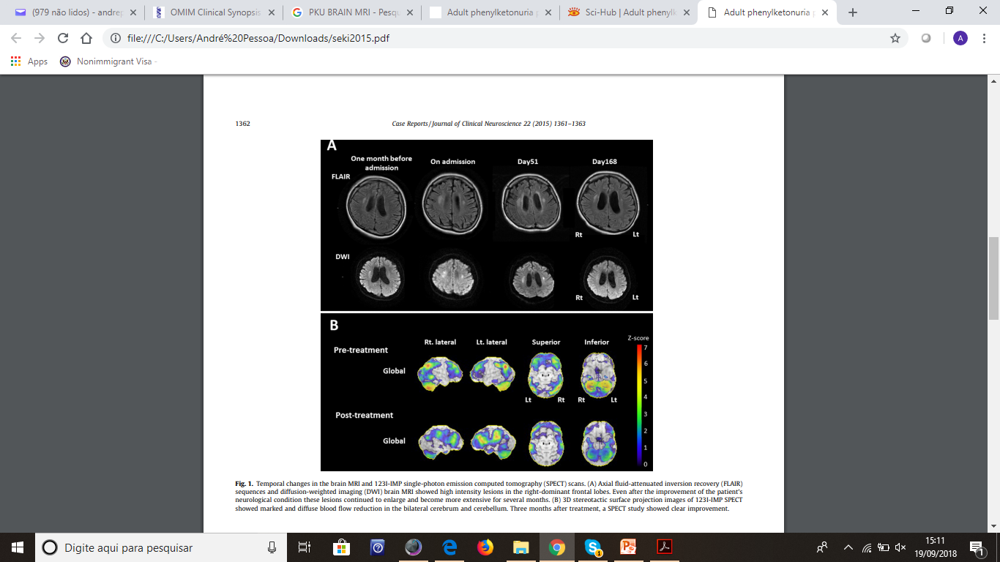 (979 não lidos) - andrep
OMIM Clinical Synopsis
PKU BRAIN MRI - Pesqu
Adult phenylketonuria p
Sci-Hub | Adult phenylk
Adult phenylketonuria p
file:///C:/Users/André%20Pessoa/Downloads/seki2015.pdf
A
Apps
Nonimmigrant Visa -
1362
Case Reports / Journal of Clinical Neuroscience 22 (2015) 1361–1363
A
One month before
admission
On admission
Day51
Day168
FLAIR
Rt
Lt
DWI
Rt
Lt
B
Z-score
Rt. lateral
Lt. lateral
Superior
Inferior
Pre-treatment
Global
Lt
Rt
Rt
Lt
Post-treatment
Global
7
6
5
4
3
2
1
0
Fig. 1. Temporal changes in the brain MRI and 123I-IMP single-photon emission computed tomography (SPECT) scans. (A) Axial fluid-attenuated inversion recovery (FLAIR)
sequences and diffusion-weighted imaging (DWI) brain MRI showed high intensity lesions in the right-dominant frontal lobes. Even after the improvement of the patient's
neurological condition these lesions continued to enlarge and become more extensive for several months. (B) 3D stereotactic surface projection images of 123I-IMP SPECT
showed marked and diffuse blood flow reduction in the bilateral cerebrum and cerebellum. Three months after treatment, a SPECT study showed clear improvement.
Digite aqui para pesquisar
15:11
19/09/2018
1
1